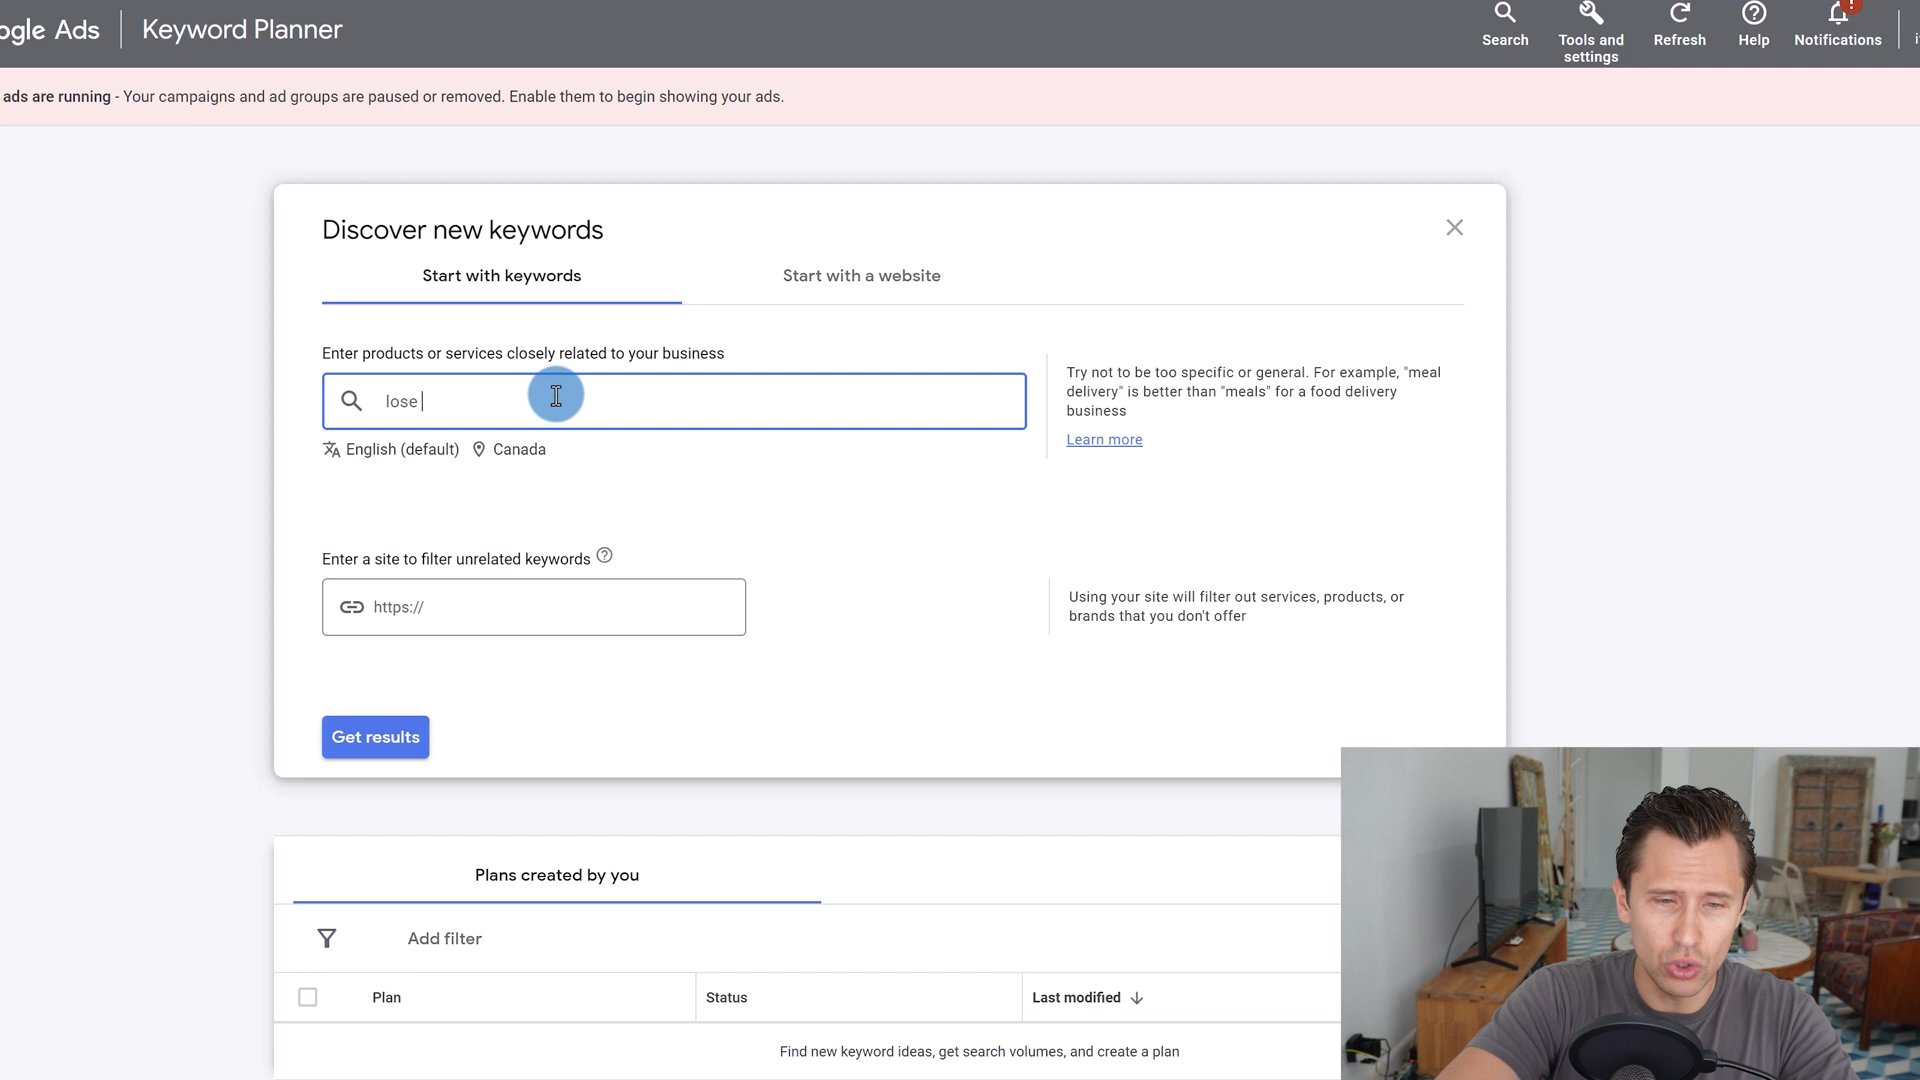 ogle Ads
Keyword Planner
Search
Tools and
settings
Refresh
Help
!
Notifications
ads are running - Your campaigns and ad groups are paused or removed. Enable them to begin showing your ads.
Discover new keywords
Start with keywords
Start with a website
Enter products or services closely related to your business
lose
English (default)
Canada
Try not to be too specific or general. For example, "meal
delivery" is better than "meals" for a food delivery
business
Learn more
Enter a site to filter unrelated keywords
https://
Using your site will filter out services, products, or
brands that you don't offer
Get results
Plans created by you
Add filter
Plan
Status
Last modified
Find new keyword ideas, get search volumes, and create a plan